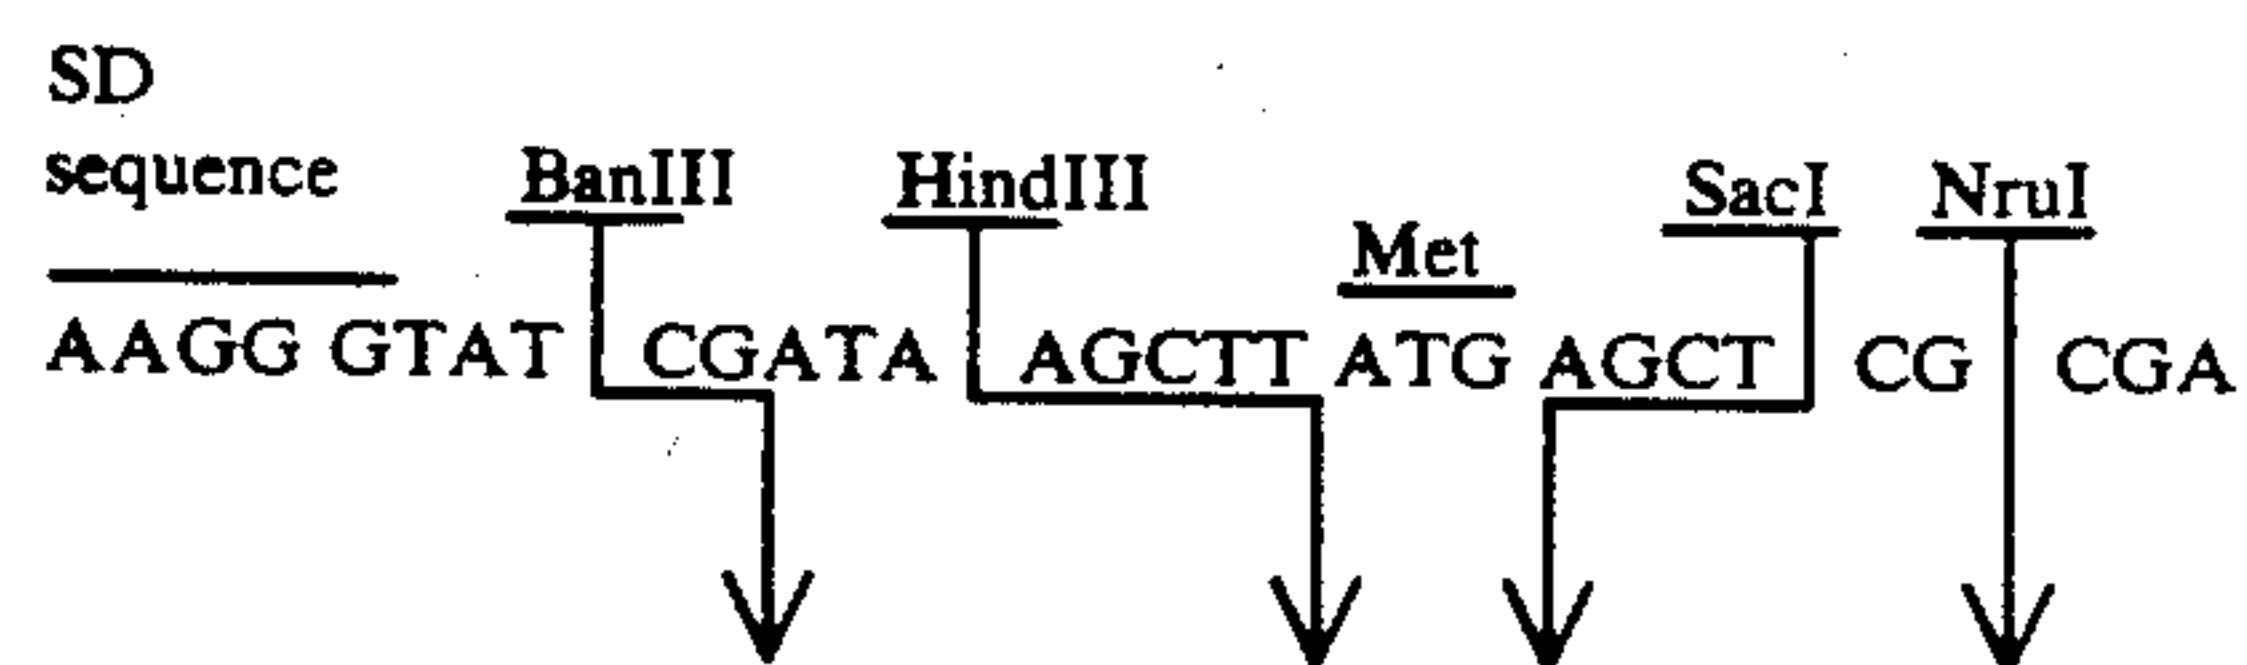 SD
sequence
BanIII HindIII SacI NruI
Met
AAGG GTAT CGATA AGCTT ATG AGCT CG CGA